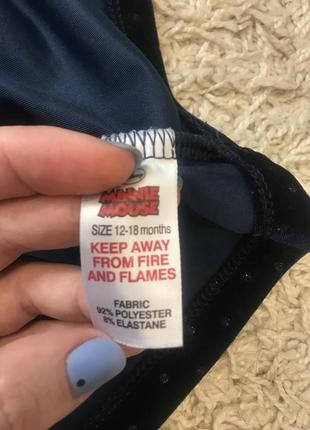 MINNIE
MOUSE
SIZE 12-18 months
KEEP AWAY
FROM FIRE
AND FLAMES
FABRIC
92% POLYESTER
8% ELASTANE